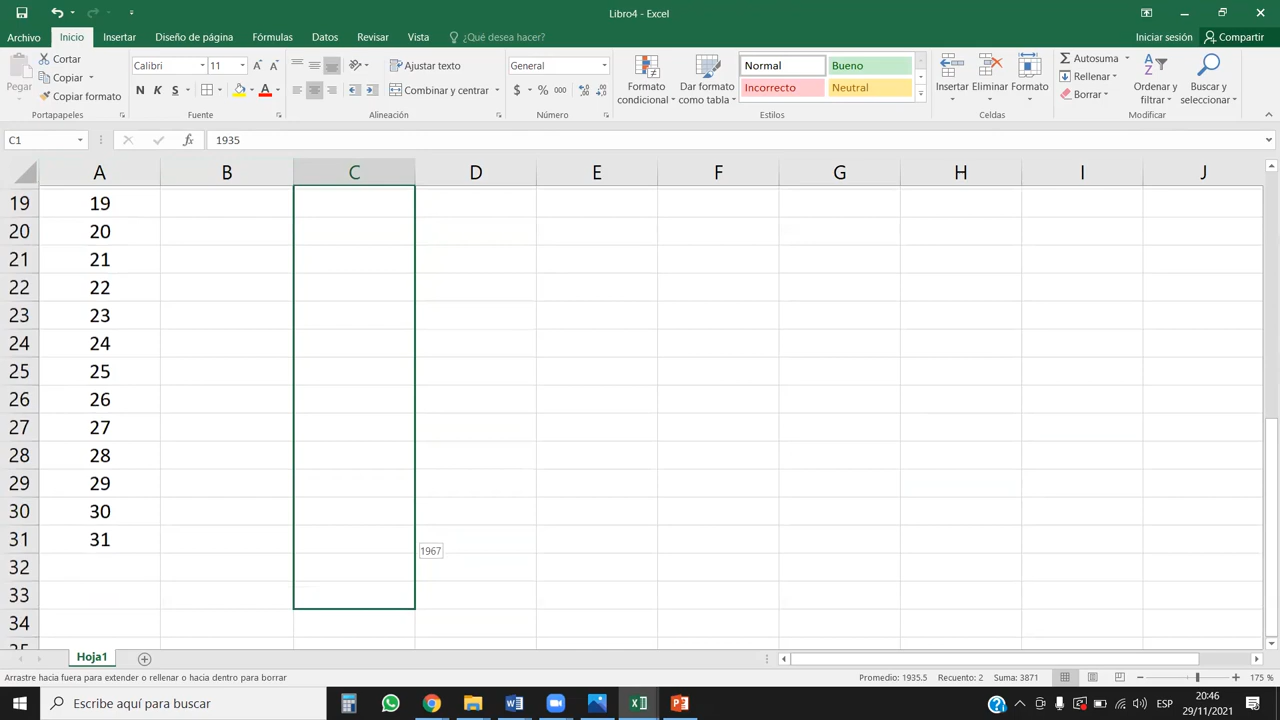 Libro4 - Excel
Archivo Inicio Insertar Diseño de página Fórmulas Datos Revisar Vista ¿Qué desea hacer? Iniciar sesión Compartir
Pegar
Cortar
Copiar
Copiar formato
Portapapeles
Calibri 11
N K S
Fuente
Ajustar texto
Combinar y centrar
Alineación
General
$ % 000
Número
Formato condicional
Dar formato como tabla
Normal Bueno
Incorrecto Neutral
Estilos
Insertar Eliminar Formato
Celdas
Autosuma
Rellenar
Borrar
Ordenar y filtrar
Buscar y seleccionar
Modificar
C1 fx 1935
A B C D E F G H I J
19 19
20 20
21 21
22 22
23 23
24 24
25 25
26 26
27 27
28 28
29 29
30 30
31 31
1967
32
33
34
35
Hoja1
Arrastre hacia fuera para extender o rellenar o hacia dentro para borrar Promedio: 1935.5 Recuento: 2 Suma: 3871 175 %
Escribe aquí para buscar ESP 20:46
29/11/2021